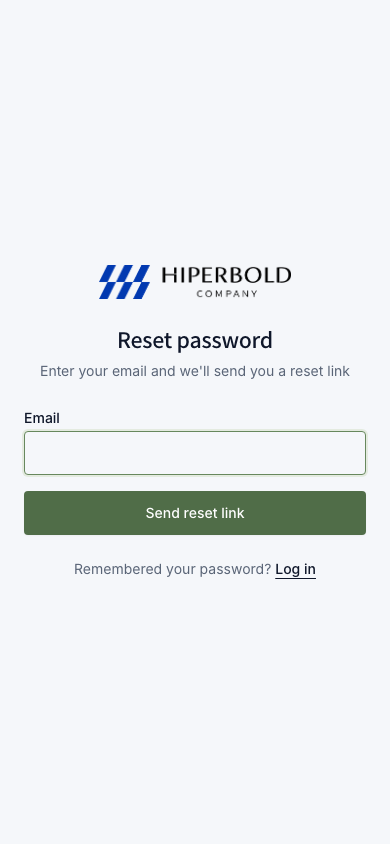 HIPERBOLD
COMPANY
Reset password
Enter your email and we'll send you a reset link
Email
Send reset link
Remembered your password? Log in